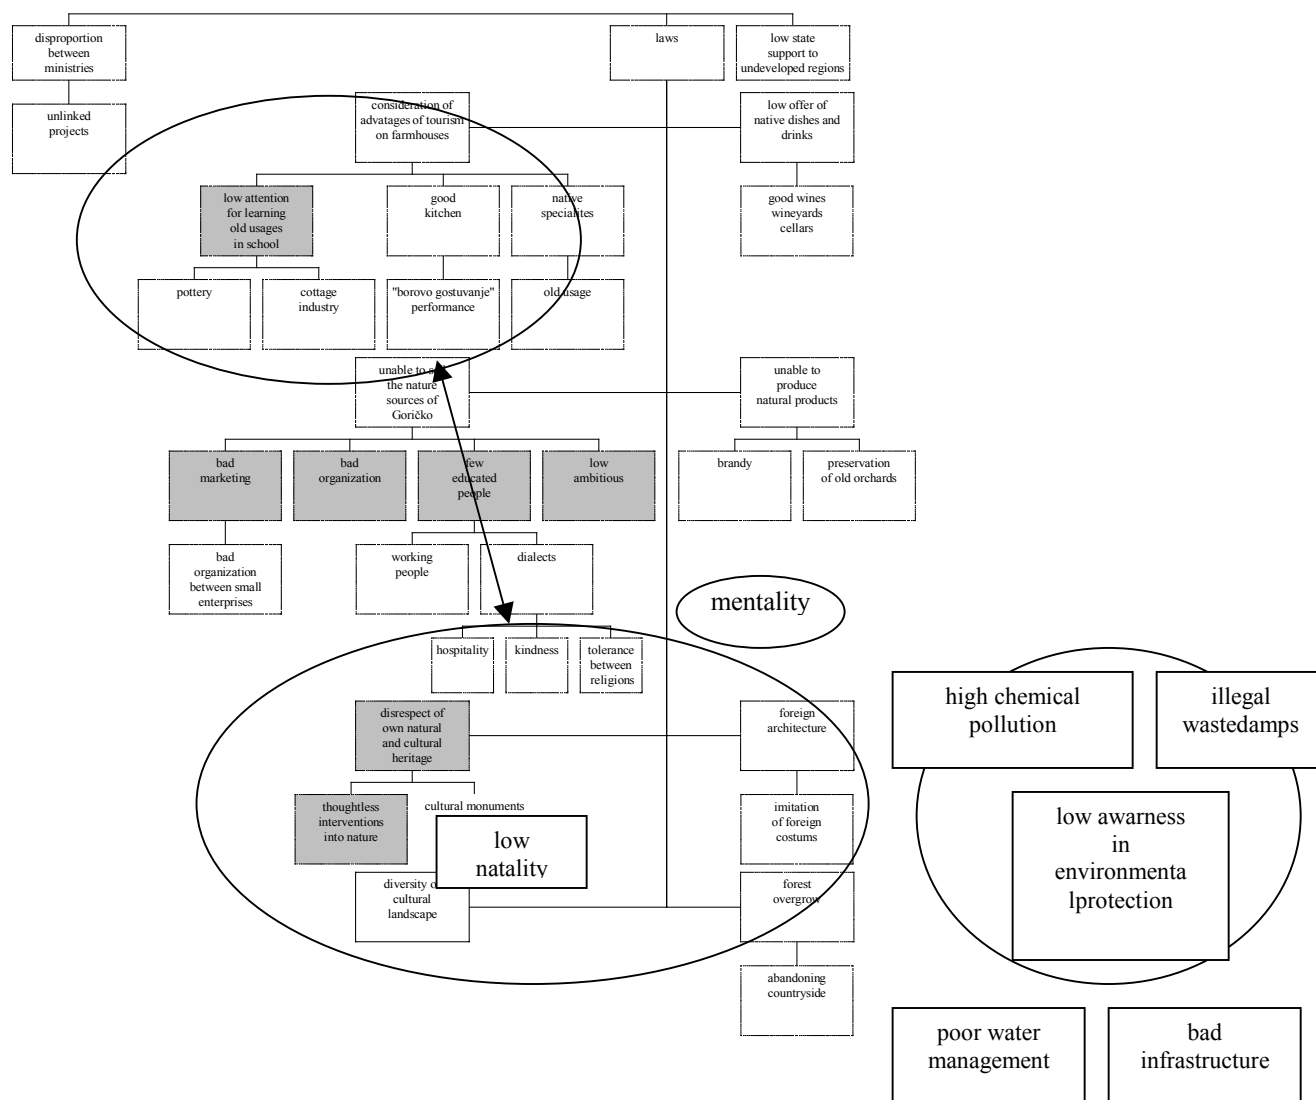 disproportion
between
ministries
laws
low state
support to
undeveloped regions
unlinked
projects
consideration of
advatages of tourism
on farmhouses
low offer of
native dishes and
drinks
low attention
for learning
old usages
in school
good
kitchen
native
specialites
good wines
wineyards
cellars
pottery
cottage
industry
"borovo gostuvanje"
performance
old usage
unable to
the nature
sources of
Goričko
unable to
produce
natural products
bad
marketing
bad
organization
few
educated
people
low
ambitious
brandy
preservation
of old orchards
bad
organization
between small
enterprises
working
people
dialects
mentality
hospitality
kindness
tolerance
between
religions
high chemical
pollution
illegal
wastedamps
disrespect of
own natural
and cultural
heritage
foreign
architecture
thoughtless
interventions
into nature
cultural monuments
low
natality
imitation
of foreign
costums
low awarness
in
environmenta
lprotection
diversity of
cultural
landscape
forest
overgrow
abandoning
countryside
poor water
management
bad
infrastructure